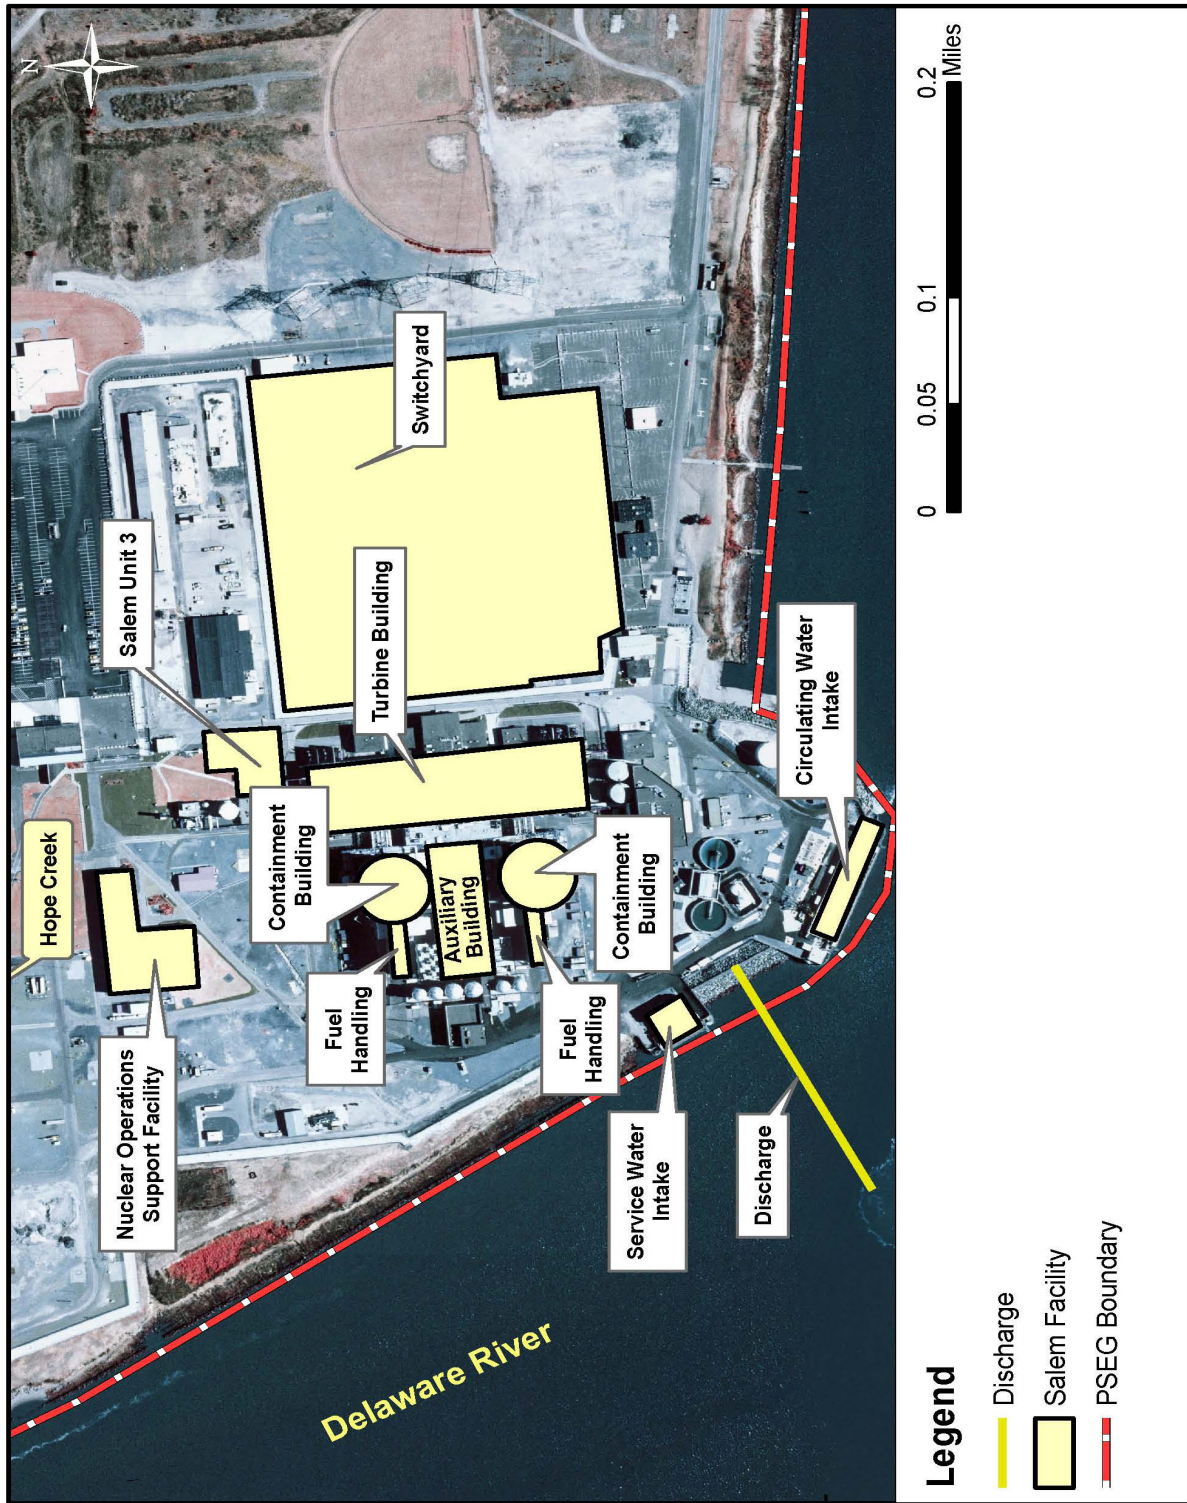 N
Hope Creek
Nuclear Operations
Support Facility
Salem Unit 3
Containment
Building
Fuel
Handling
Turbine Building
Switchyard
Auxiliary
Building
Fuel
Handling
Containment
Building
Service Water
Intake
Discharge
Circulating Water
Intake
Delaware River
Legend
Discharge
Salem Facility
PSEG Boundary
0 0.05 0.1 0.2
Miles